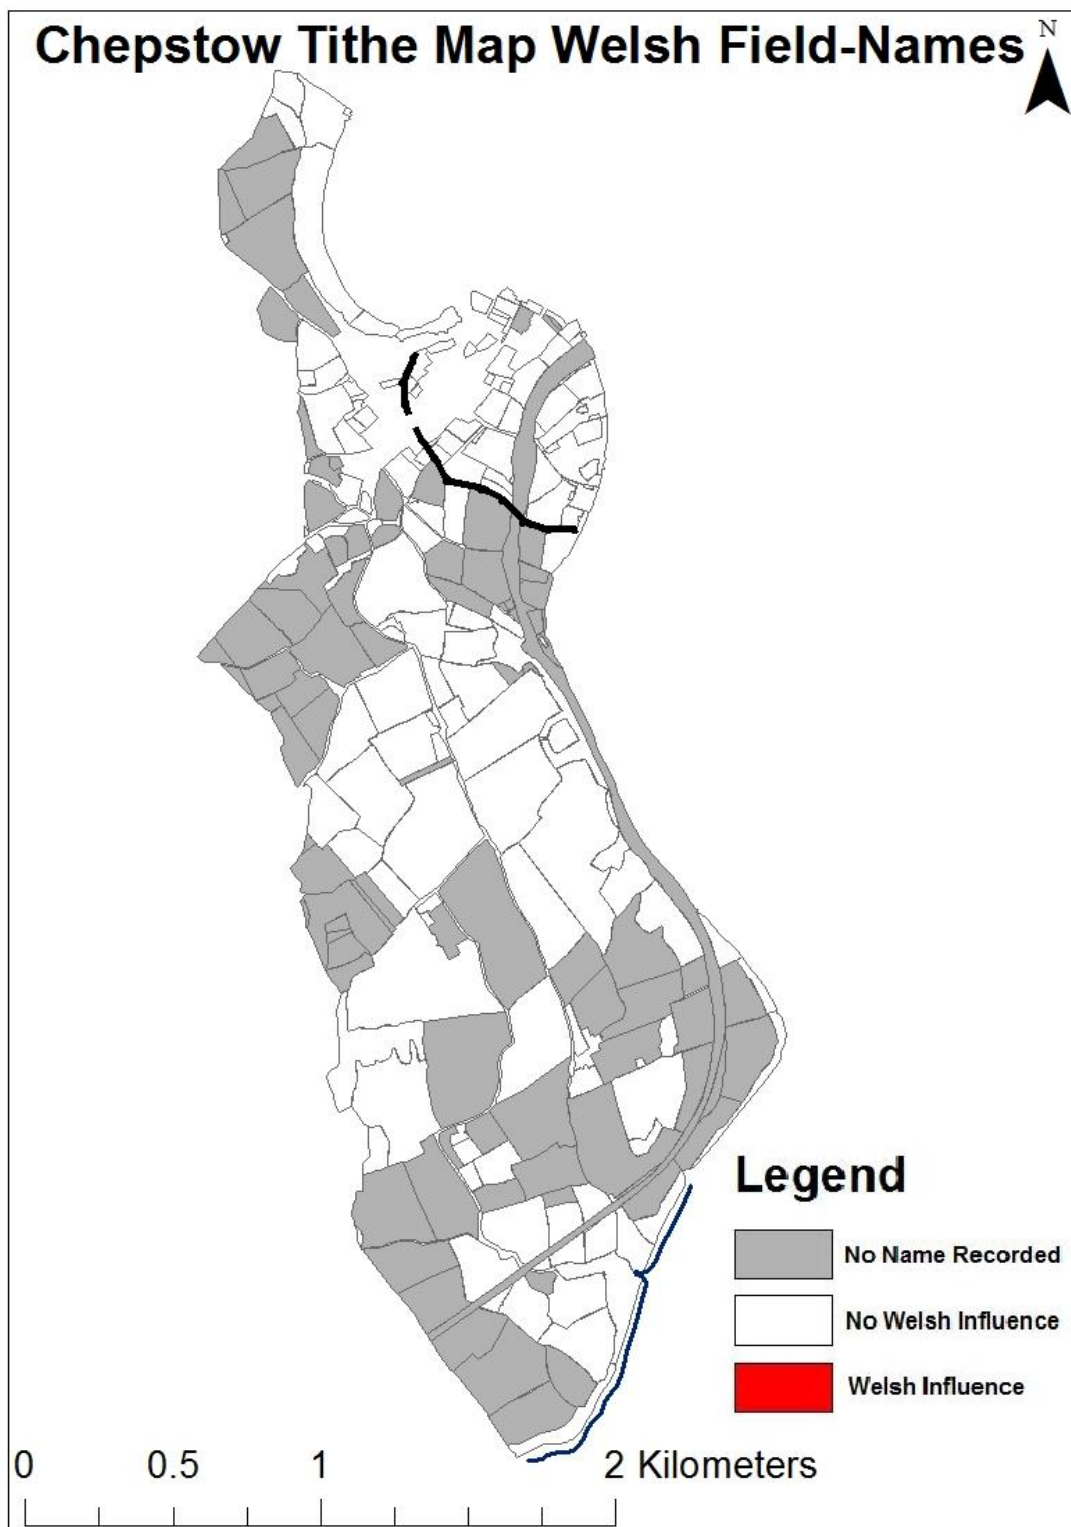 Chepstow Tithe Map Welsh Field-Names
N
Legend
No Name Recorded
No Welsh Influence
Welsh Influence
0 0.5 1 2 Kilometers